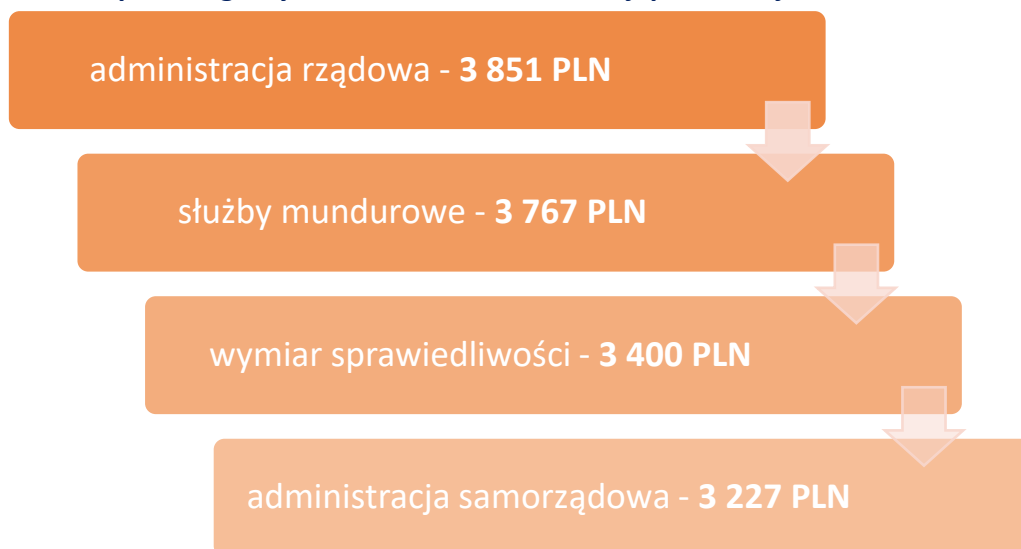 administracja rządowa - 3 851 PLN
służby mundurowe - 3 767 PLN
wymiar sprawiedliwości - 3 400 PLN
administracja samorządowa - 3 227 PLN